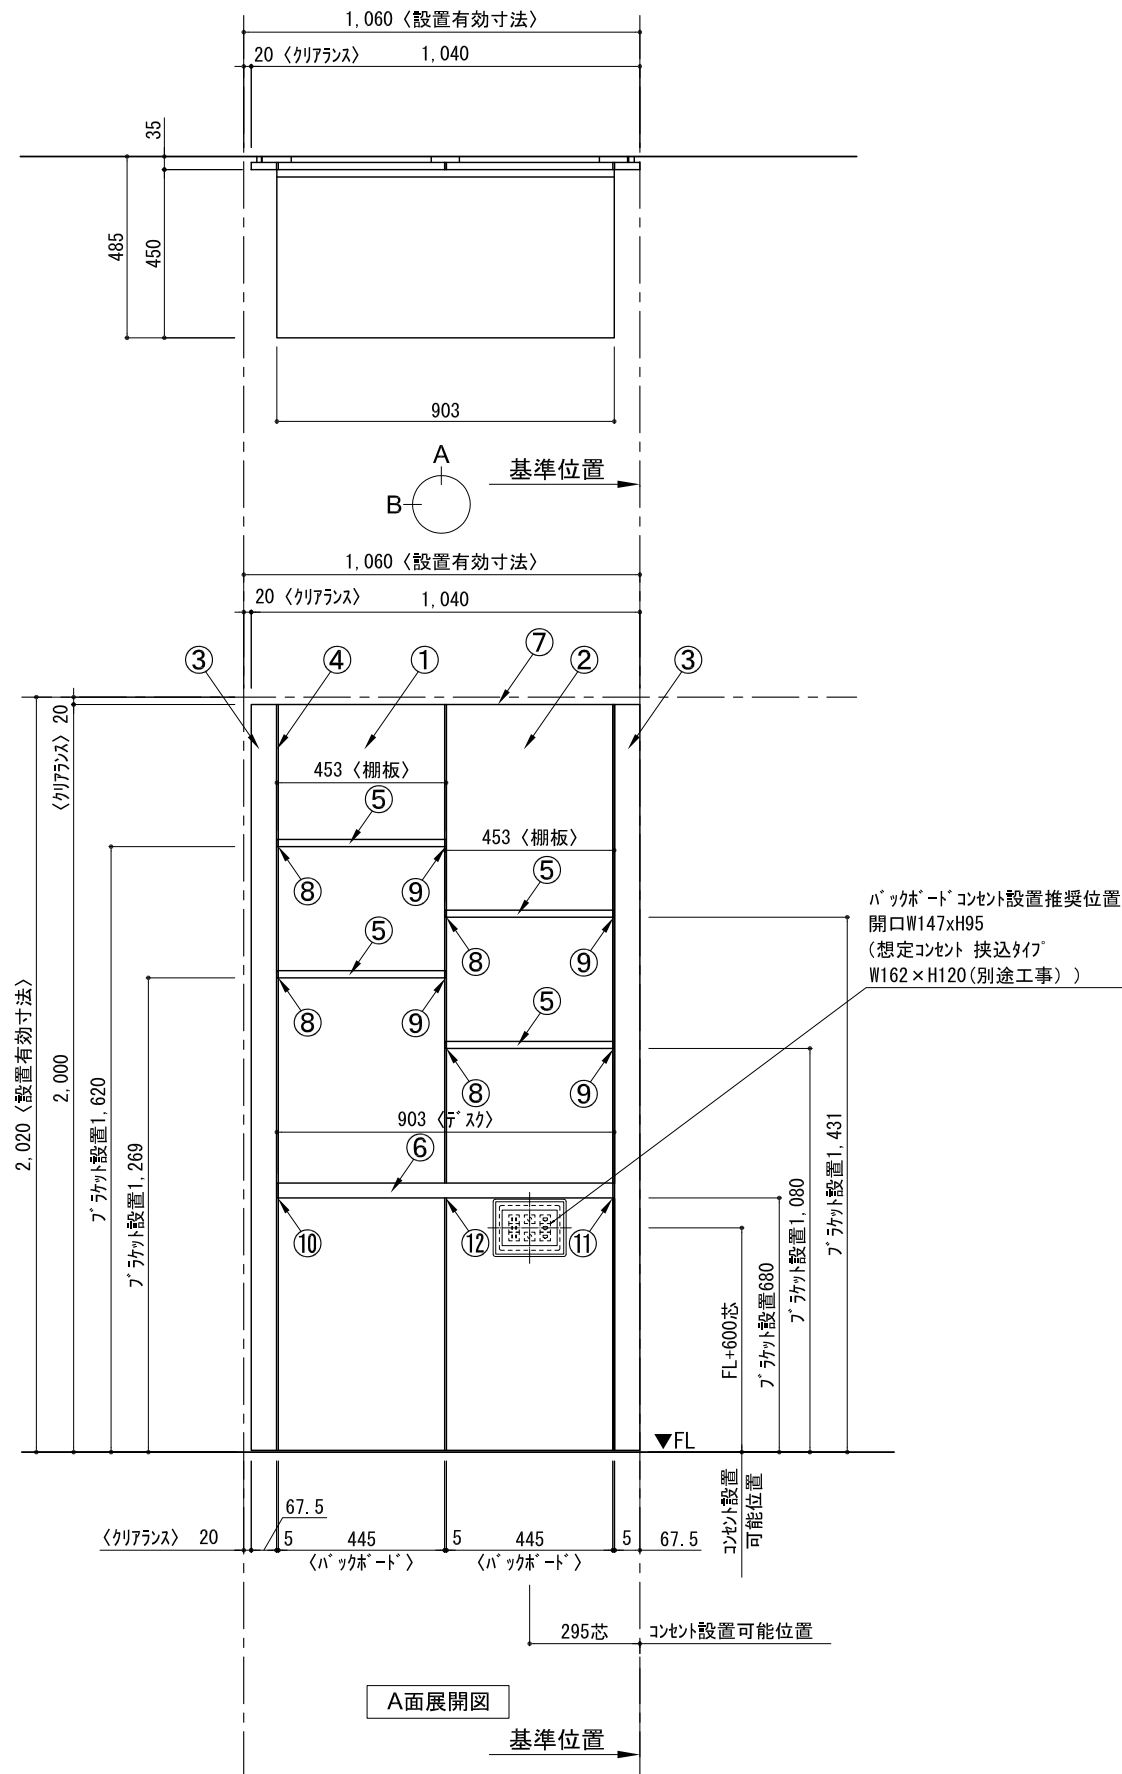 1,060〈設置有効寸法〉
20〈クリアランス〉 1,040
35
485
450
903
A
B
基準位置
1,060〈設置有効寸法〉
20〈クリアランス〉 1,040
③ ④ ① ⑦ ② ③
〈クリアランス〉 20
453〈棚板〉
⑤
453〈棚板〉
⑧ ⑨
⑤
バックボードコンセント設置推奨位置
開口W147xH95
(想定コンセント 挟込タイプ
W162×H120(別途工事))
⑤
⑧ ⑨
⑧ ⑨
⑤
⑧ ⑨
2,020〈設置有効寸法〉
2,000
ブラケット設置1,620
ブラケット設置1,269
903〈デスク〉
⑥
⑩ ⑫ ⑪
FL+600芯
ブラケット設置680
ブラケット設置1,080
ブラケット設置1,431
▼FL
コンセント設置
可能位置
67.5
〈クリアランス〉 20 5 445 5 445 5 67.5
〈バックボード〉 〈バックボード〉
295芯 コンセント設置可能位置
A面展開図
基準位置